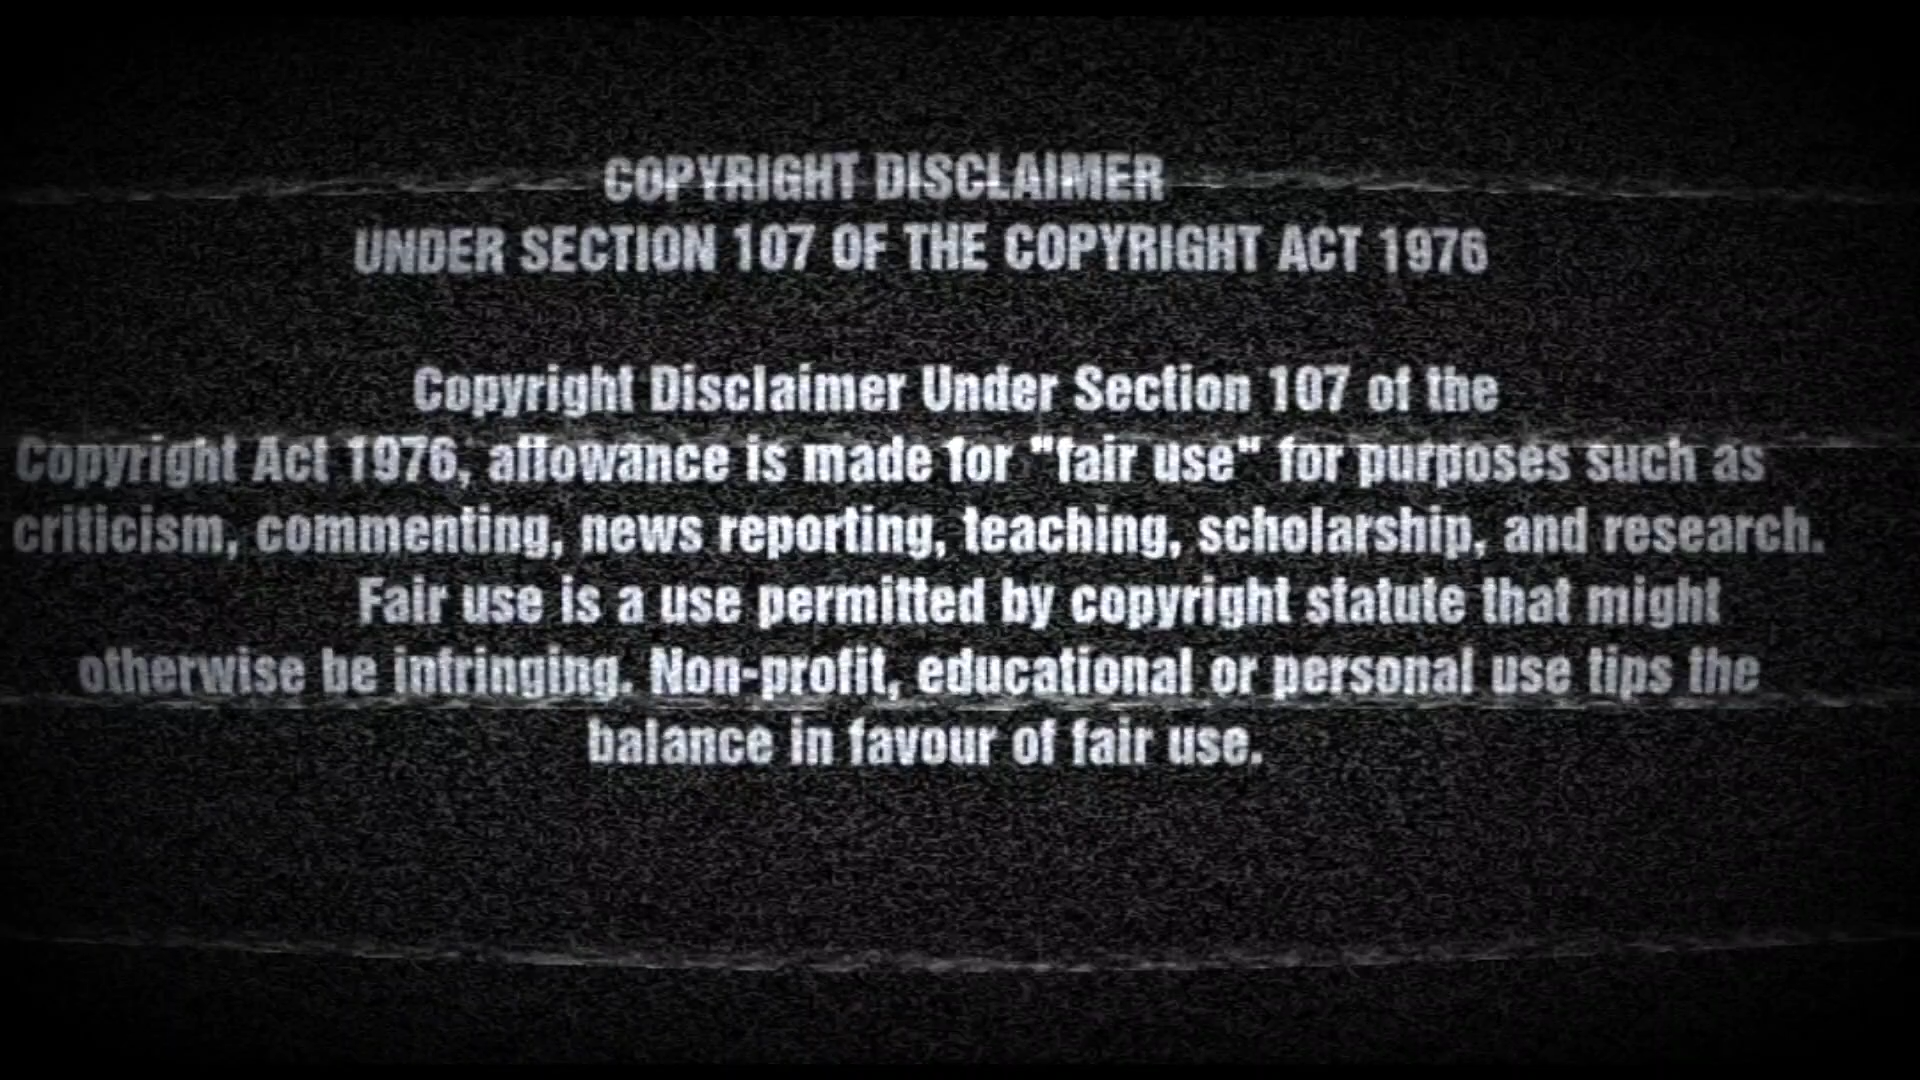 COPYRIGHT DISCLAIMER
UNDER SECTION 107 OF THE COPYRIGHT ACT 1976
Copyright Disclaimer Under Section 107 of the
Copyright Act 1976, allowance is made for "fair use" for purposes such as
criticism, commenting, news reporting, teaching, scholarship, and research.
Fair use is a use permitted by copyright statute that might
otherwise be infringing. Non-profit, educational or personal use tips the
balance in favour of fair use.